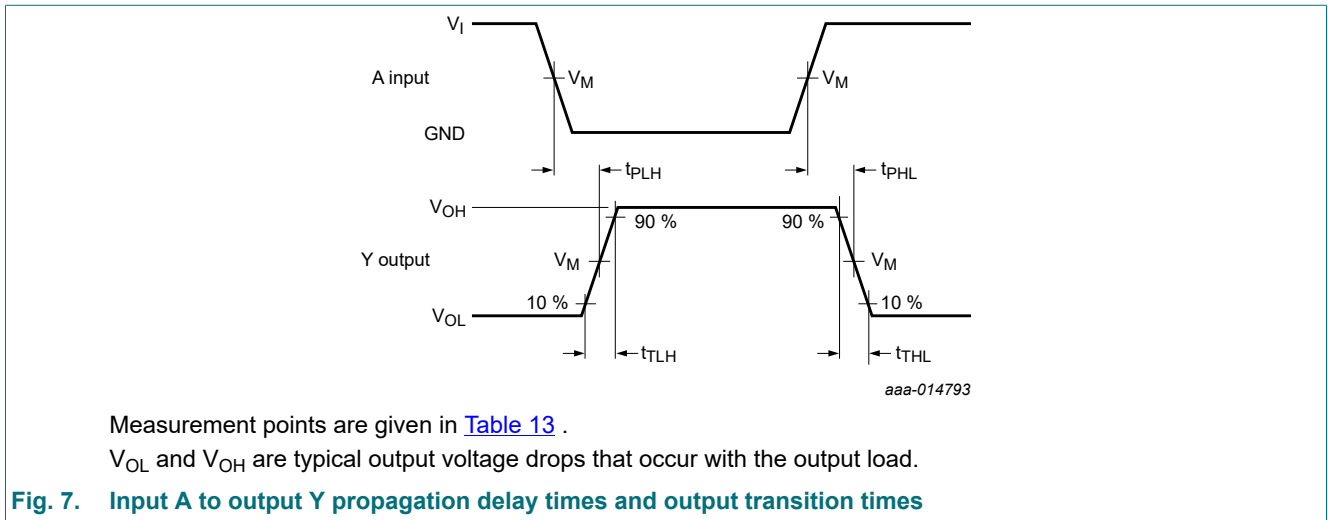 VI
A input
VM
VM
GND
tPLH
tPHL
VOH
90 %
90 %
Y output
VM
VM
10 %
10 %
VOL
tTLH
tTHL
aaa-014793
Measurement points are given in Table 13 .
VOL and VOH are typical output voltage drops that occur with the output load.
Fig. 7. Input A to output Y propagation delay times and output transition times